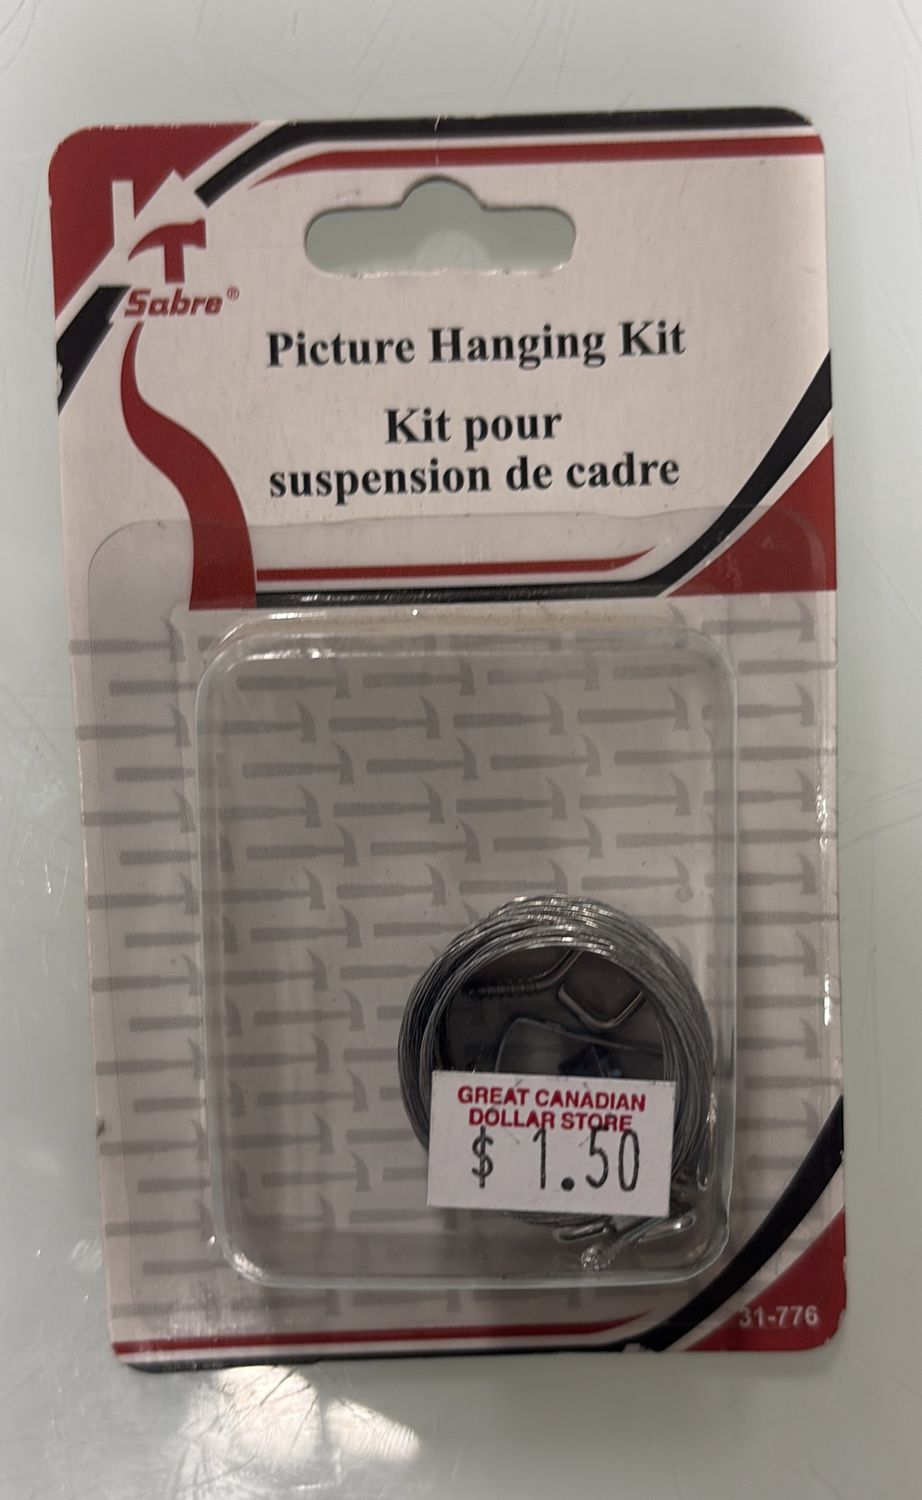 Sabre®
Picture Hanging Kit
Kit pour
suspension de cadre
GREAT CANADIAN
DOLLAR STORE
$ 1.50
31-776